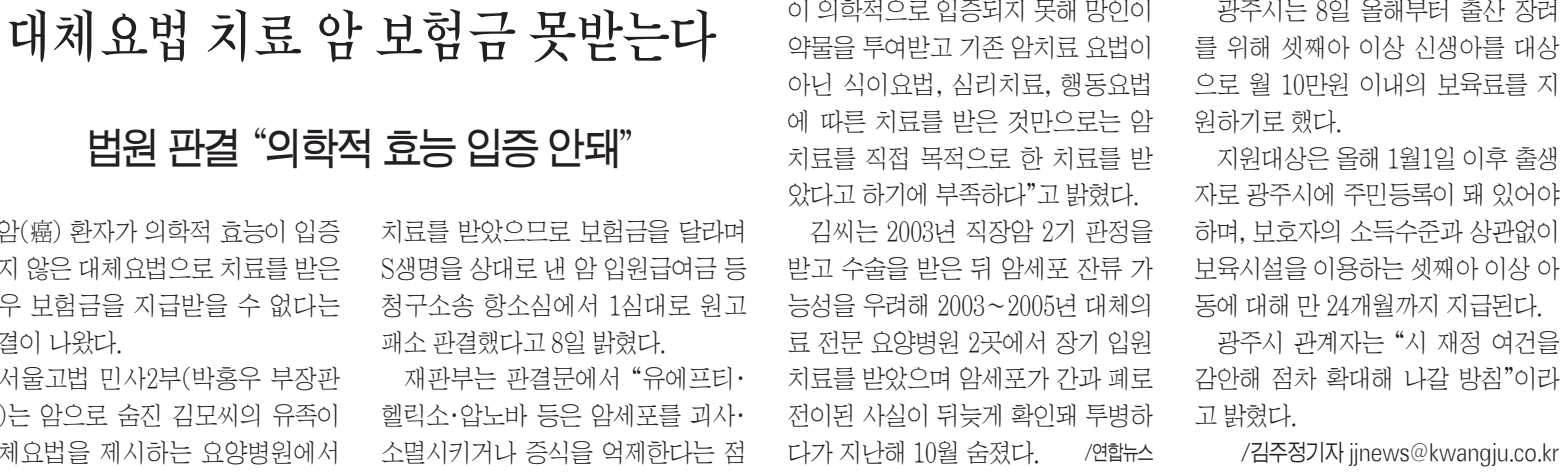 대체요법 치료 암 보험금 못받는다
법원 판결 “의학적 효능 입증 안돼”
암(癌) 환자가 의학적 효능이 입증
지 않은 대체요법으로 치료를 받은
우 보험금을 지급받을 수 없다는
결이 나왔다.
서울고법 민사2부(박홍우 부장판
)는 암으로 숨진 김모씨의 유족이
체요법을 제시하는 요양병원에서
치료를 받았으므로 보험금을 달라며
S생명을 상대로 낸 암 입원급여금 등
청구소송 항소심에서 1심대로 원고
패소 판결했다고 8일 밝혔다.
재판부는 판결문에서 “유에프티·
헬릭소·압노바 등은 암세포를 괴사·
소멸시키거나 증식을 억제한다는 점
이 의학적으로 입증되지 못해 망인이
약물을 투여받고 기존 암치료 요법이
아닌 식이요법, 심리치료, 행동요법
에 따른 치료를 받은 것만으로는 암
치료를 직접 목적으로 한 치료를 받
았다고 하기에 부족하다”고 밝혔다.
김씨는 2003년 직장암 2기 판정을
받고 수술을 받은 뒤 암세포 잔류 가
능성을 우려해 2003~2005년 대체의
료 전문 요양병원 2곳에서 장기 입원
치료를 받았으며 암세포가 간과 폐로
전이된 사실이 뒤늦게 확인돼 투병하
다가 지난해 10월 숨졌다. /연합뉴스
광주시는 8일 올해부터 출산 장려
를 위해 셋째아 이상 신생아를 대상
으로 월 10만원 이내의 보육료를 지
원하기로 했다.
지원대상은 올해 1월1일 이후 출생
자로 광주시에 주민등록이 돼 있어야
하며, 보호자의 소득수준과 상관없이
보육시설을 이용하는 셋째아 이상 아
동에 대해 만 24개월까지 지급된다.
광주시 관계자는 “시 재정 여건을
감안해 점차 확대해 나갈 방침”이라
고 밝혔다.
/김주정기자 jjnews@kwangju.co.kr